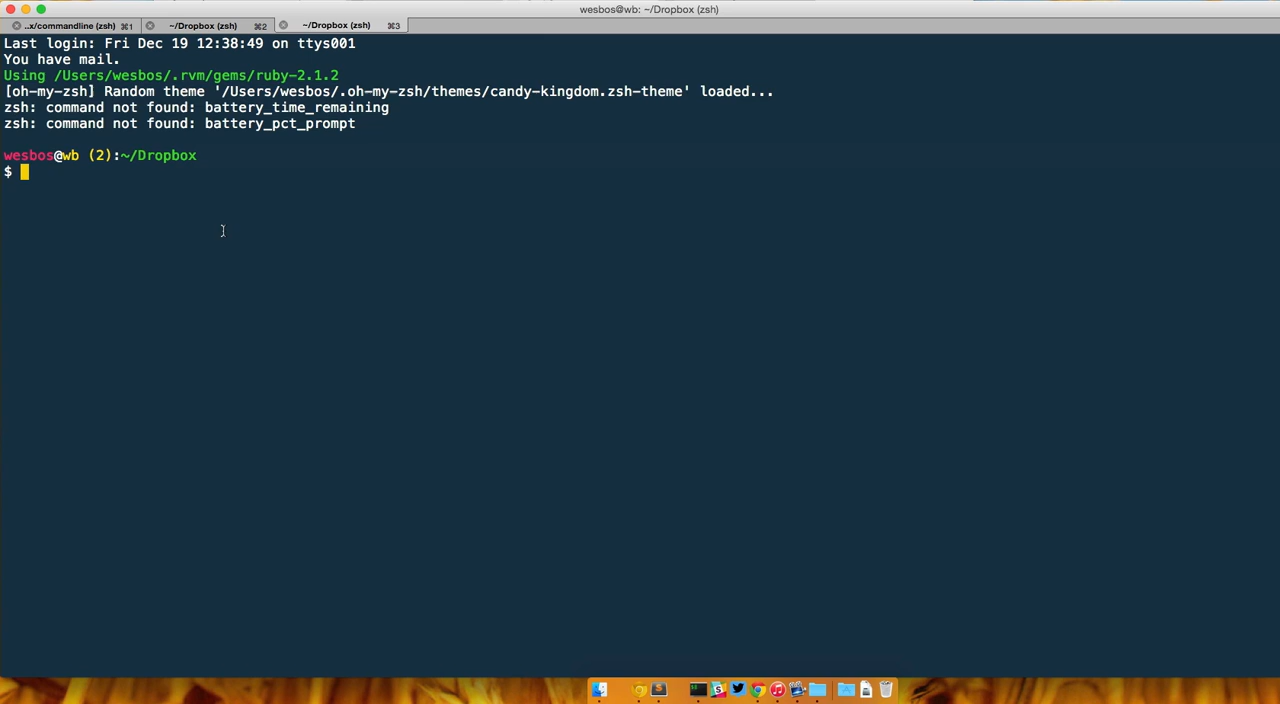 wesbos@wb: ~/Dropbox (zsh)
..x/commandline (zsh) ⌘1
~/Dropbox (zsh) ⌘2
~/Dropbox (zsh) ⌘3
Last login: Fri Dec 19 12:38:49 on ttys001
You have mail.
Using /Users/wesbos/.rvm/gems/ruby-2.1.2
[oh-my-zsh] Random theme '/Users/wesbos/.oh-my-zsh/themes/candy-kingdom.zsh-theme' loaded...
zsh: command not found: battery_time_remaining
zsh: command not found: battery_pct_prompt
wesbos@wb (2):~/Dropbox
$